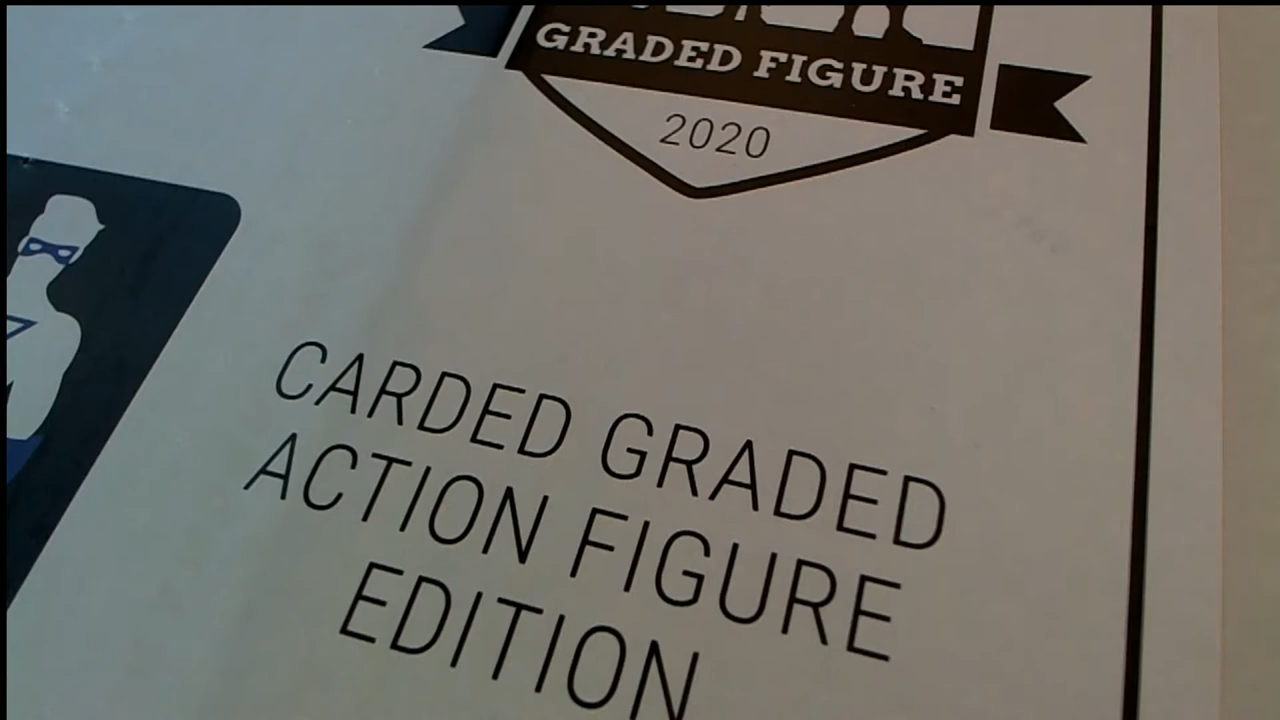 GRADED FIGURE
2020
CARDED GRADED
ACTION FIGURE
EDITION